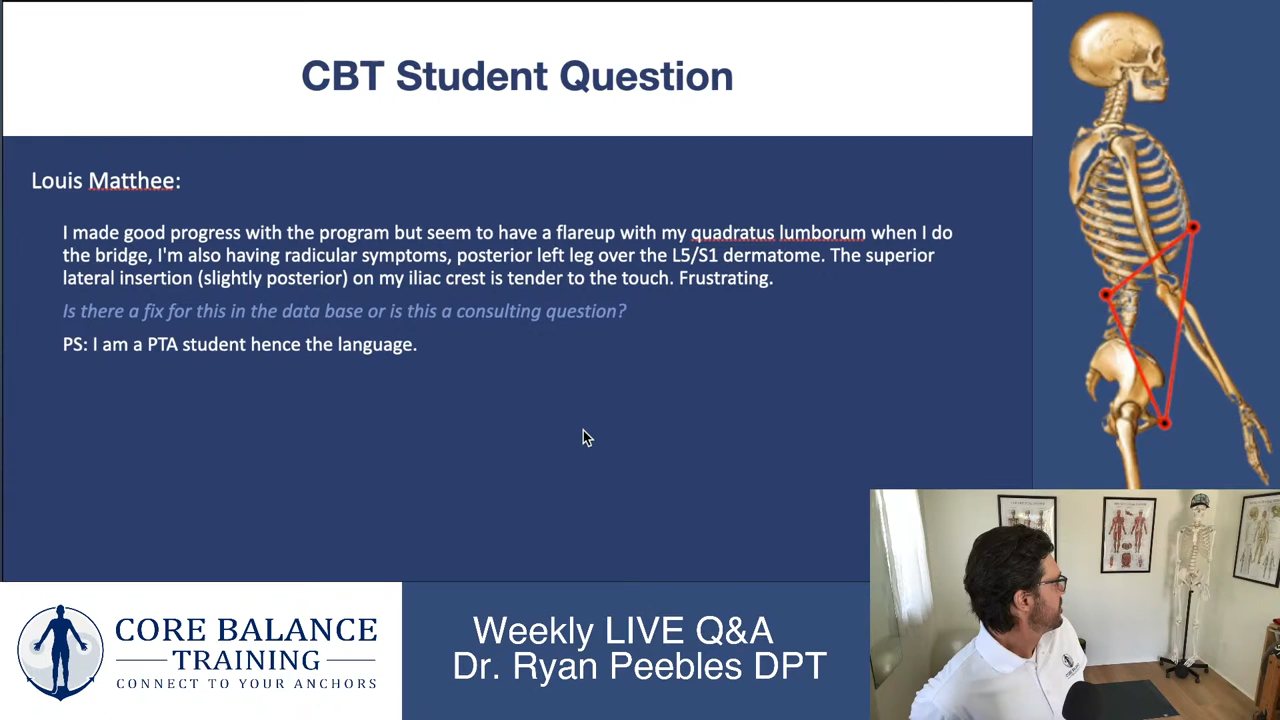 CBT Student Question
Louis Matthee:
I made good progress with the program but seem to have a flareup with my quadratus lumborum when I do
the bridge, I'm also having radicular symptoms, posterior left leg over the L5/S1 dermatome. The superior
lateral insertion (slightly posterior) on my iliac crest is tender to the touch. Frustrating.
Is there a fix for this in the data base or is this a consulting question?
PS: I am a PTA student hence the language.
CORE BALANCE
TRAINING
CONNECT TO YOUR ANCHORS
Weekly LIVE Q&A
Dr. Ryan Peebles DPT